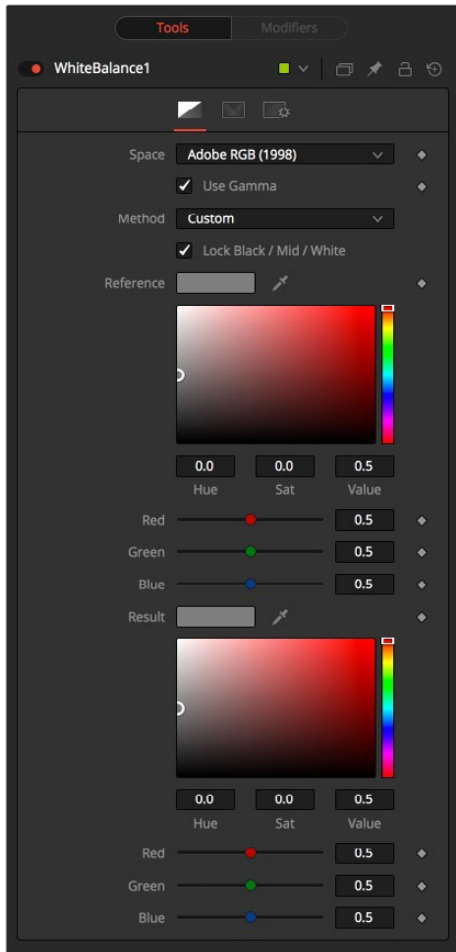 Tools Modifiers
WhiteBalance1
Space Adobe RGB (1998)
Use Gamma
Method Custom
Lock Black / Mid / White
Reference
0.0 0.0 0.5
Hue Sat Value
Red 0.5
Green 0.5
Blue 0.5
Result
0.0 0.0 0.5
Hue Sat Value
Red 0.5
Green 0.5
Blue 0.5